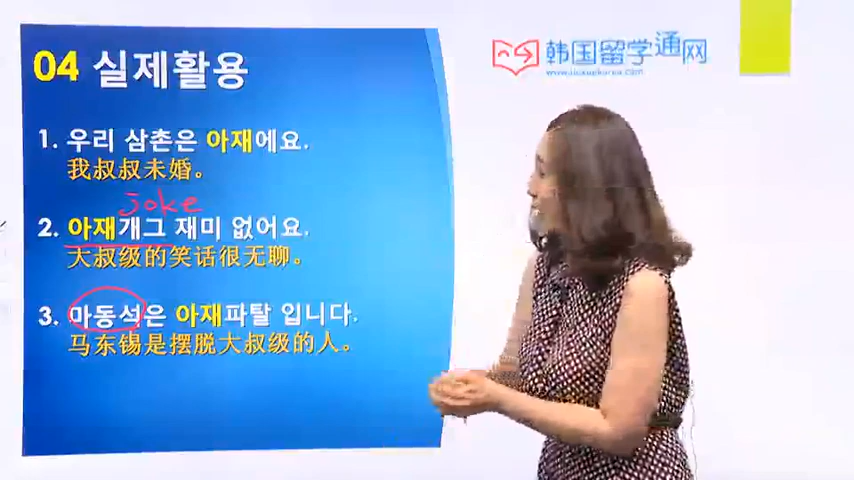 04 실제활용
韩国留学通网
1. 우리 삼촌은 아재에요.
我叔叔未婚。
joke
2. 아재개그 재미 없어요.
大叔级的笑话很无聊。
3. 마동석은 아재파탈 입니다.
马东锡是摆脱大叔级的人。